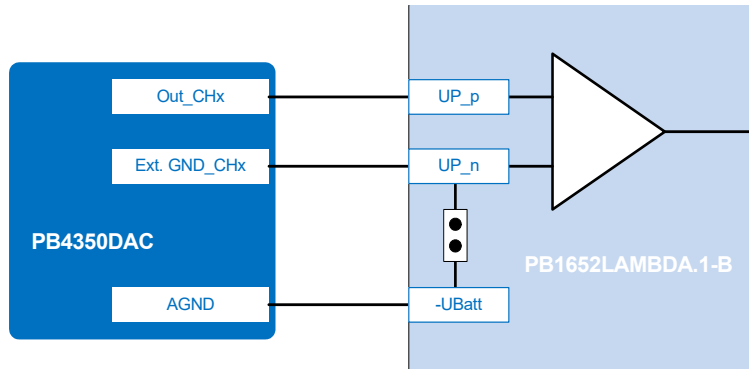 Out_CHx
UP_p
Ext. GND_CHx
UP_n
PB4350DAC
PB1652LAMBDA.1-B
AGND
-UBatt